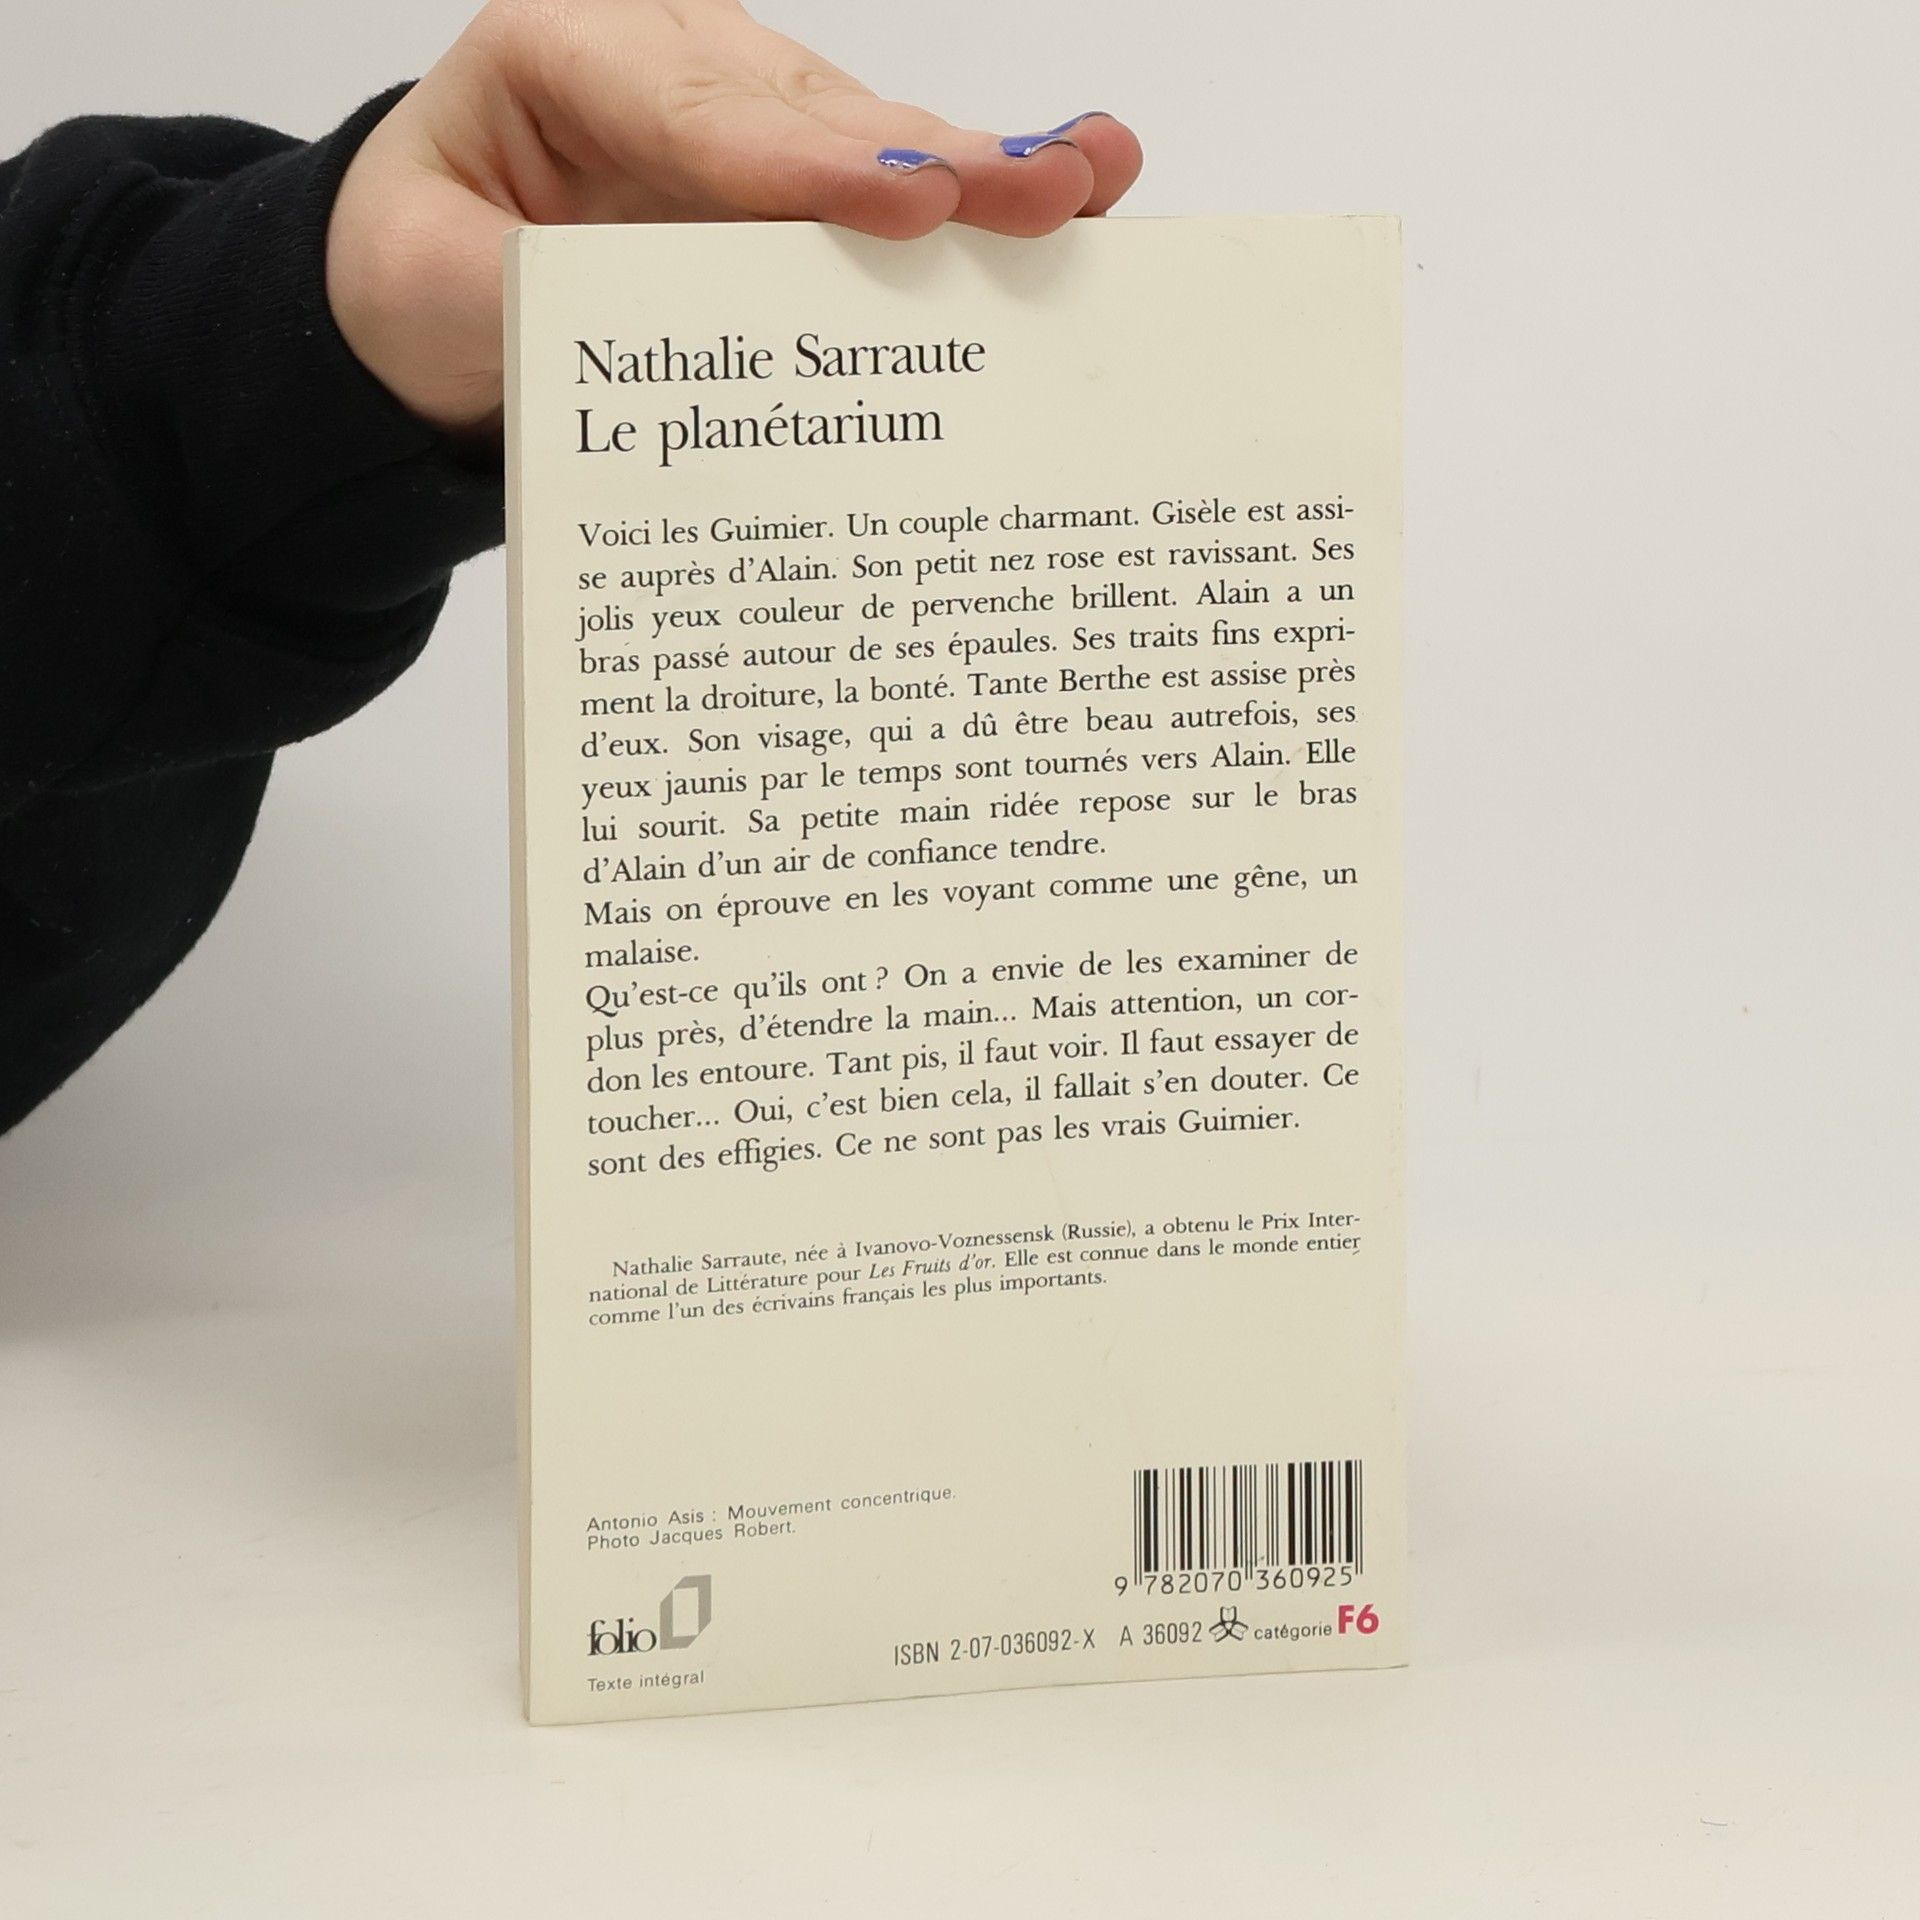 Nathalie Sarraute
Le planétarium
Voici les Guimier. Un couple charmant. Gisèle est assi-
se auprès d'Alain. Son petit nez rose est ravissant. Ses
jolis yeux couleur de pervenche brillent. Alain a un
bras passé autour de ses épaules. Ses traits fins expri-
ment la droiture, la bonté. Tante Berthe est assise près
d'eux. Son visage, qui a dû être beau autrefois, ses
yeux jaunis par le temps sont tournés vers Alain. Elle
lui sourit. Sa petite main ridée repose sur le bras
d'Alain d'un air de confiance tendre.
Mais on éprouve en les voyant comme une gêne, un
malaise.
Qu'est-ce qu'ils ont ? On a envie de les examiner de
plus près, d'étendre la main... Mais attention, un cor-
don les entoure. Tant pis, il faut voir. Il faut essayer de
toucher... Oui, c'est bien cela, il fallait s'en douter. Ce
sont des effigies. Ce ne sont pas les vrais Guimier.
Nathalie Sarraute, née à Ivanovo-Voznessensk (Russie), a obtenu le Prix Inter-
national de Littérature pour Les Fruits d'or. Elle est connue dans le monde entier
comme l'un des écrivains français les plus importants.
Antonio Asis : Mouvement concentrique.
Photo Jacques Robert.
9 782070 360925
folio
ISBN 2-07-036092-X A 36092 catégorie F6
Texte intégral